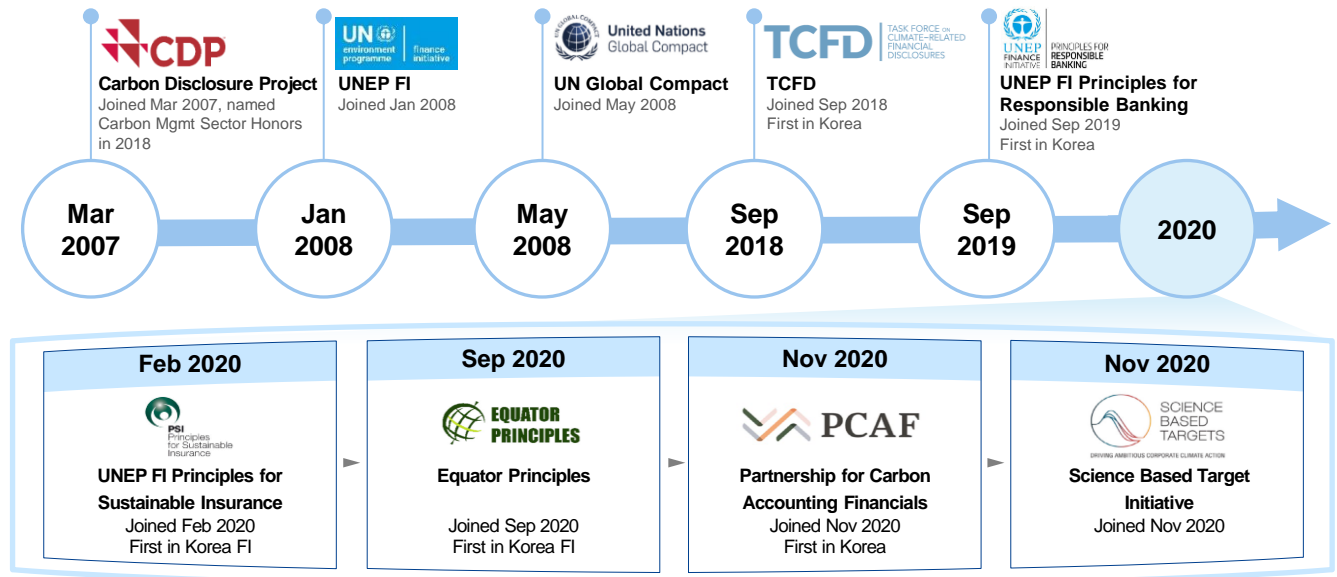 CDP
Carbon Disclosure Project
Joined Mar 2007, named
Carbon Mgmt Sector Honors
in 2018
UN
environment
programme
finance
initiative
UNEP FI
Joined Jan 2008
UN GLOBAL COMPACT
United Nations
Global Compact
UN Global Compact
Joined May 2008
TCFD
TASK FORCE ON
CLIMATE-RELATED
FINANCIAL
DISCLOSURES
TCFD
Joined Sep 2018
First in Korea
UNEP
FINANCE
INITIATIVE
PRINCIPLES FOR
RESPONSIBLE
BANKING
UNEP FI Principles for
Responsible Banking
Joined Sep 2019
First in Korea
Mar
2007
Jan
2008
May
2008
Sep
2018
Sep
2019
2020
Feb 2020
PSI
Principles
for Sustainable
Insurance
UNEP FI Principles for
Sustainable Insurance
Joined Feb 2020
First in Korea FI
Sep 2020
EQUATOR
PRINCIPLES
Equator Principles
Joined Sep 2020
First in Korea FI
Nov 2020
PCAF
Partnership for Carbon
Accounting Financials
Joined Nov 2020
First in Korea
Nov 2020
SCIENCE
BASED
TARGETS
DRIVING AMBITIOUS CORPORATE CLIMATE ACTION
Science Based Target
Initiative
Joined Nov 2020